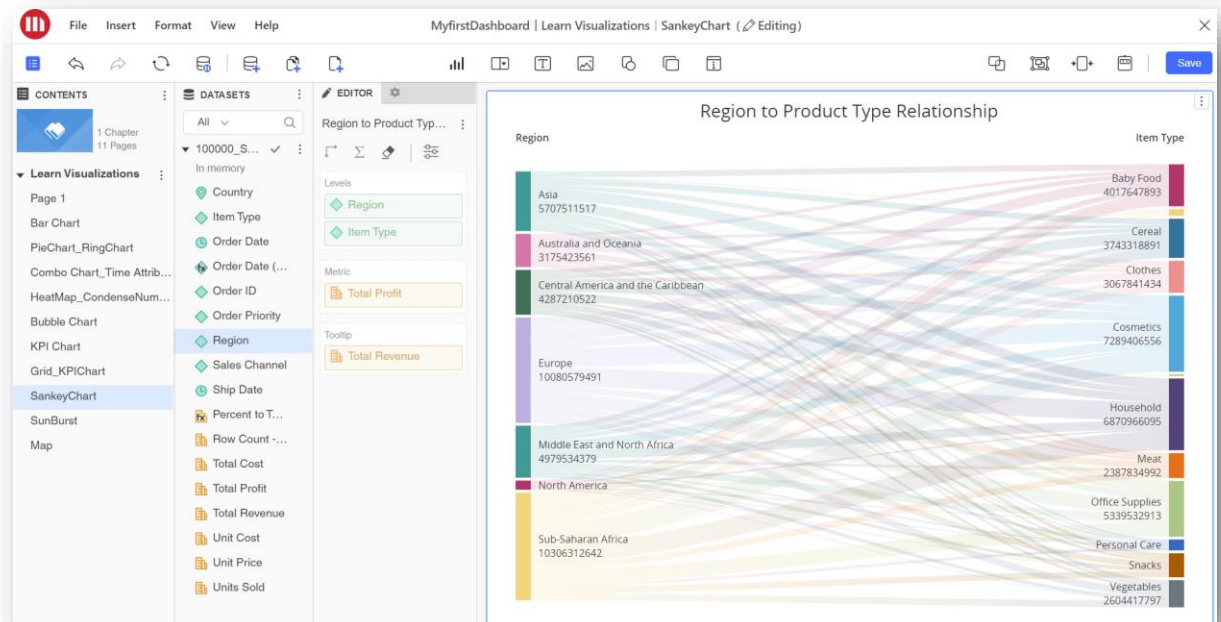 File Insert Format View Help
MyfirstDashboard | Learn Visualizations | SankeyChart ( Editing)
Save
CONTENTS
1 Chapter
11 Pages
Learn Visualizations
Page 1
Bar Chart
PieChart_RingChart
Combo Chart_Time Attrib...
HeatMap_CondenseNum...
Bubble Chart
KPI Chart
Grid_KPIChart
SankeyChart
SunBurst
Map
DATASETS
All
100000_S...
In memory
Country
Item Type
Order Date
Order Date (...
Order ID
Order Priority
Region
Sales Channel
Ship Date
Percent to T...
Row Count -...
Total Cost
Total Profit
Total Revenue
Unit Cost
Unit Price
Units Sold
EDITOR
Region to Product Typ...
Levels
Region
Item Type
Metric
Total Profit
Tooltip
Total Revenue
Region to Product Type Relationship
Region
Item Type
Asia
5707511517
Australia and Oceania
3175423561
Central America and the Caribbean
4287210522
Europe
10080579491
Middle East and North Africa
4979534379
North America
Sub-Saharan Africa
10306312642
Baby Food
4017647893
Cereal
3743318891
Clothes
3067841434
Cosmetics
7289406556
Household
6870966095
Meat
2387834992
Office Supplies
5339532913
Personal Care
Snacks
Vegetables
2604417797